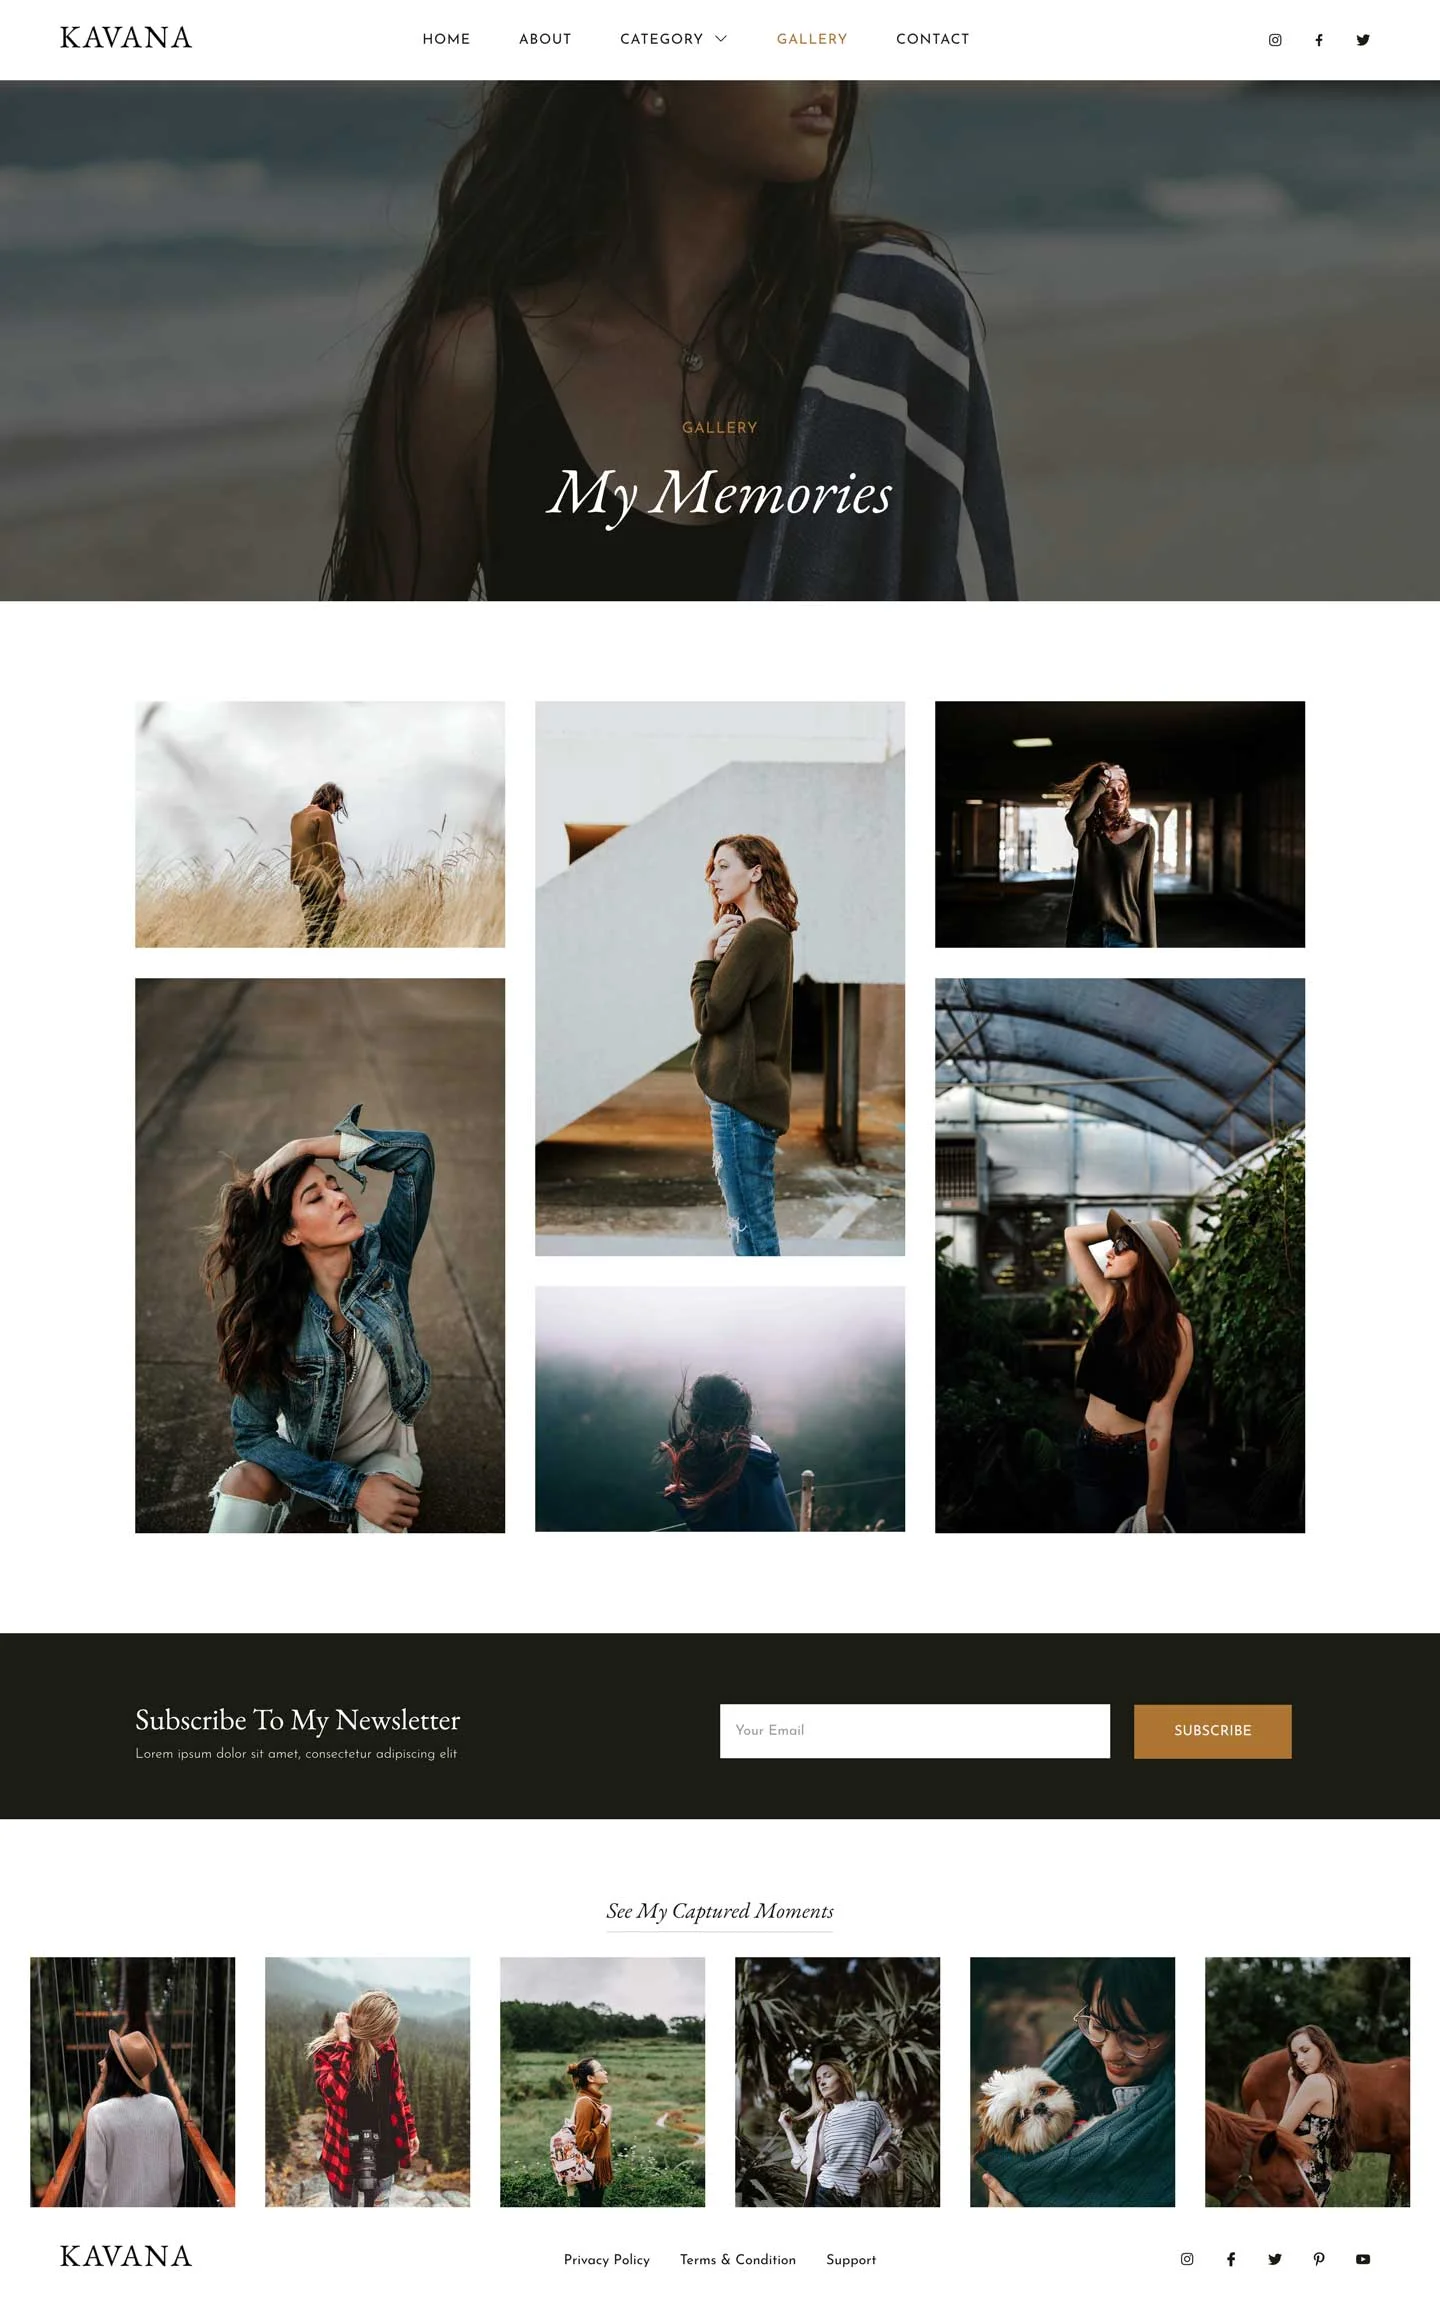 KAVANA
HOME ABOUT CATEGORY GALLERY CONTACT
GALLERY
My Memories
Subscribe To My Newsletter
Lorem ipsum dolor sit amet, consectetur adipiscing elit
Your Email
SUBSCRIBE
See My Captured Moments
KAVANA
Privacy Policy Terms & Condition Support